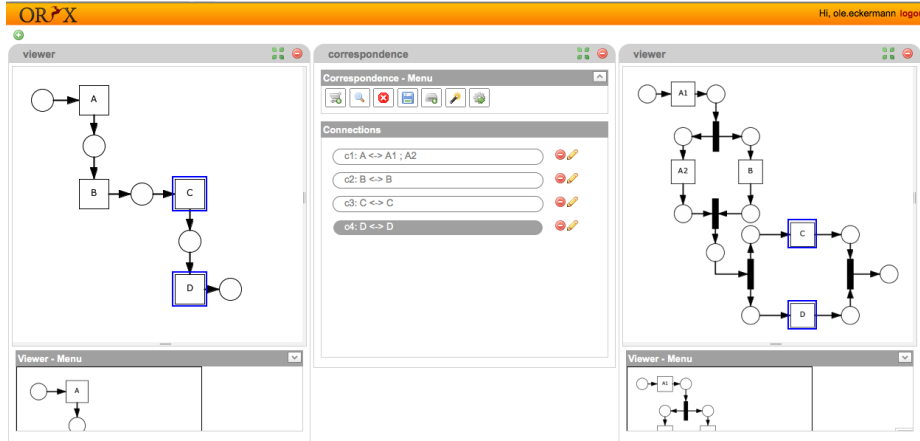 ORYX
Hi, ole.eckermann logou
viewer
correspondence
viewer
A
B
C
D
Viewer - Menu
A
Correspondence - Menu
Connections
c1: A <-> A1 ; A2
c2: B <-> B
c3: C <-> C
c4: D <-> D
A1
A2
B
C
D
Viewer - Menu
A1